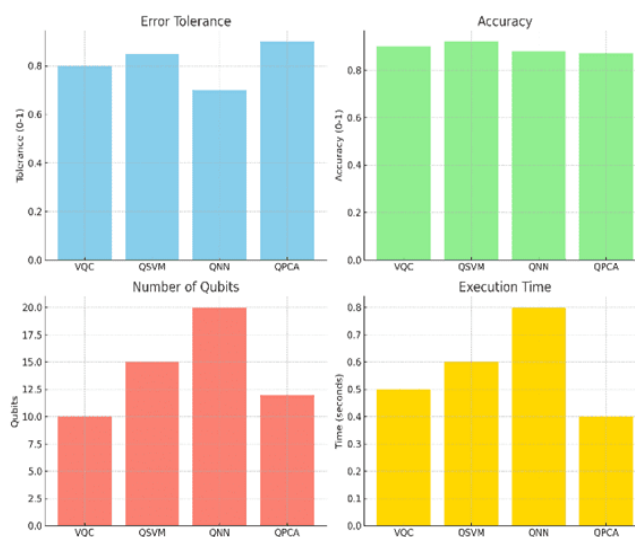 Error Tolerance
Tolerance (0-1)
0.8
0.6
0.4
0.2
0.0
VQC QSVM QNN QPCA
Accuracy
Accuracy (0-1)
0.8
0.6
0.4
0.2
0.0
VQC QSVM QNN QPCA
Number of Qubits
Qubits
20.0
17.5
15.0
12.5
10.0
7.5
5.0
2.5
0.0
VQC QSVM QNN QPCA
Execution Time
Time (seconds)
0.8
0.7
0.6
0.5
0.4
0.3
0.2
0.1
0.0
VQC QSVM QNN QPCA